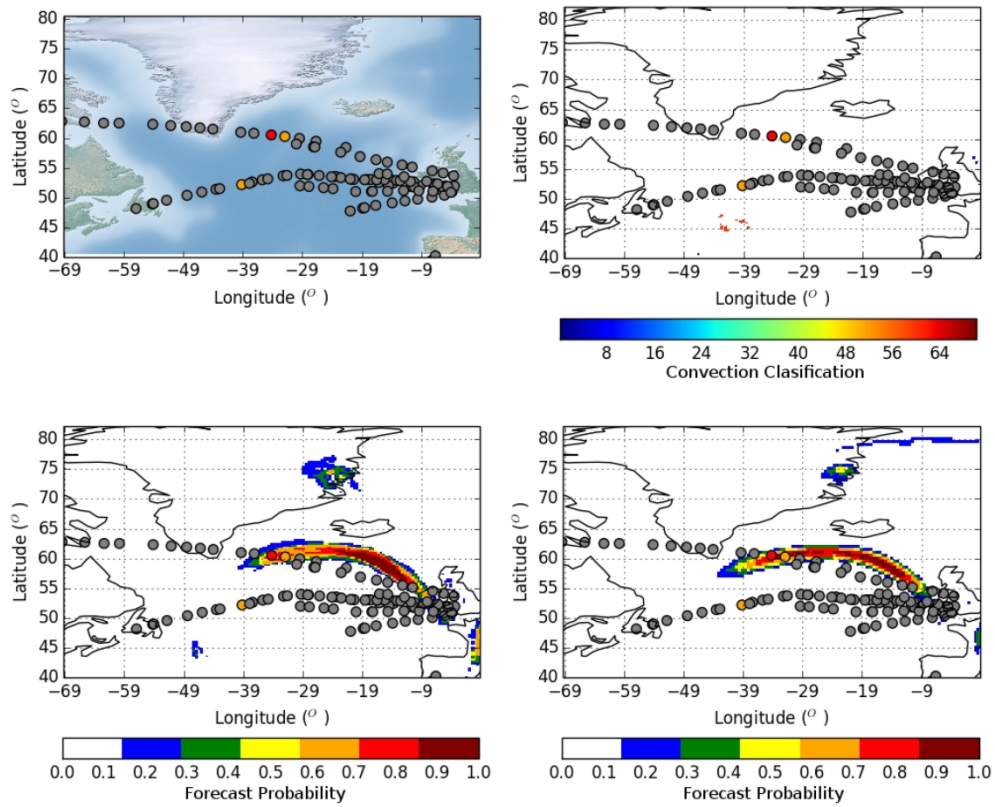 80
75
70
65
60
55
50
45
40
Latitude (O )
−69 −59 −49 −39 −29 −19 −9
Longitude (O )
80
75
70
65
60
55
50
45
40
Latitude (O )
−69 −59 −49 −39 −29 −19 −9
Longitude (O )
8 16 24 32 40 48 56 64
Convection Clasification
80
75
70
65
60
55
50
45
40
Latitude (O )
−69 −59 −49 −39 −29 −19 −9
Longitude (O )
0.0 0.1 0.2 0.3 0.4 0.5 0.6 0.7 0.8 0.9 1.0
Forecast Probability
80
75
70
65
60
55
50
45
40
Latitude (O )
−69 −59 −49 −39 −29 −19 −9
Longitude (O )
0.0 0.1 0.2 0.3 0.4 0.5 0.6 0.7 0.8 0.9 1.0
Forecast Probability